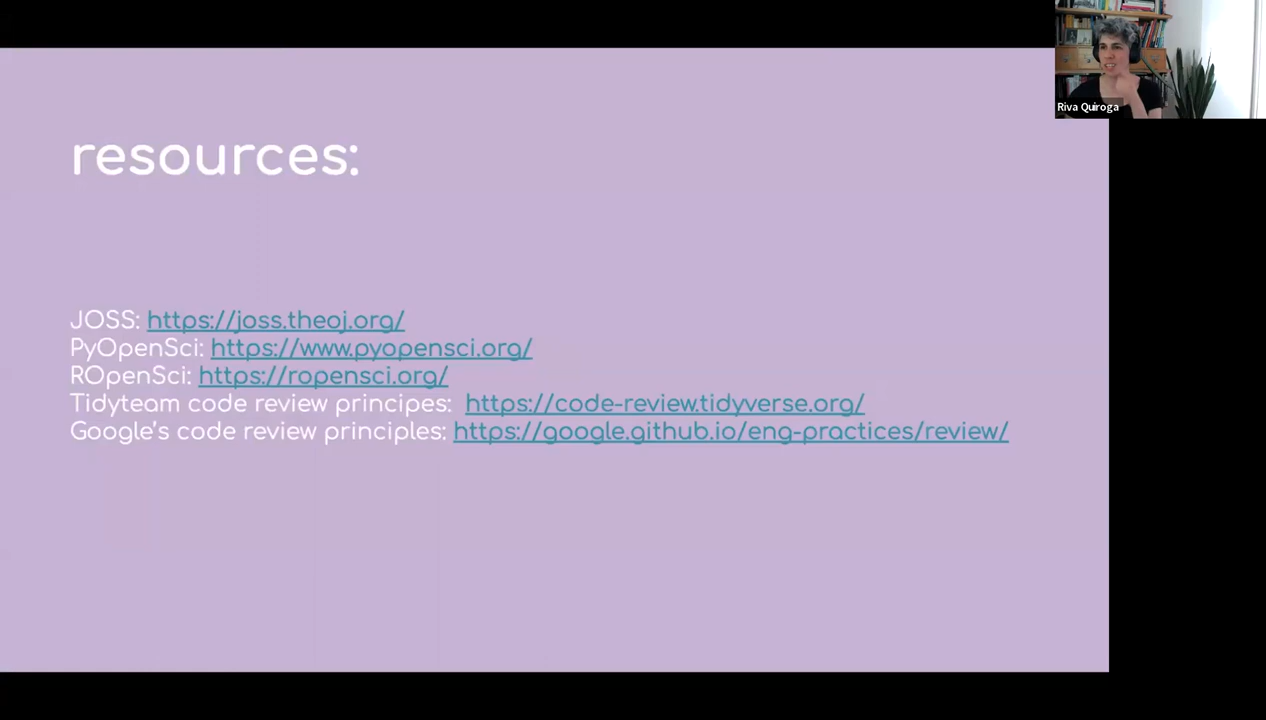 Riva Quiroga
resources:
JOSS: https://joss.theoj.org/
PyOpenSci: https://www.pyopensci.org/
ROpenSci: https://ropensci.org/
Tidyteam code review principes: https://code-review.tidyverse.org/
Google's code review principles: https://google.github.io/eng-practices/review/